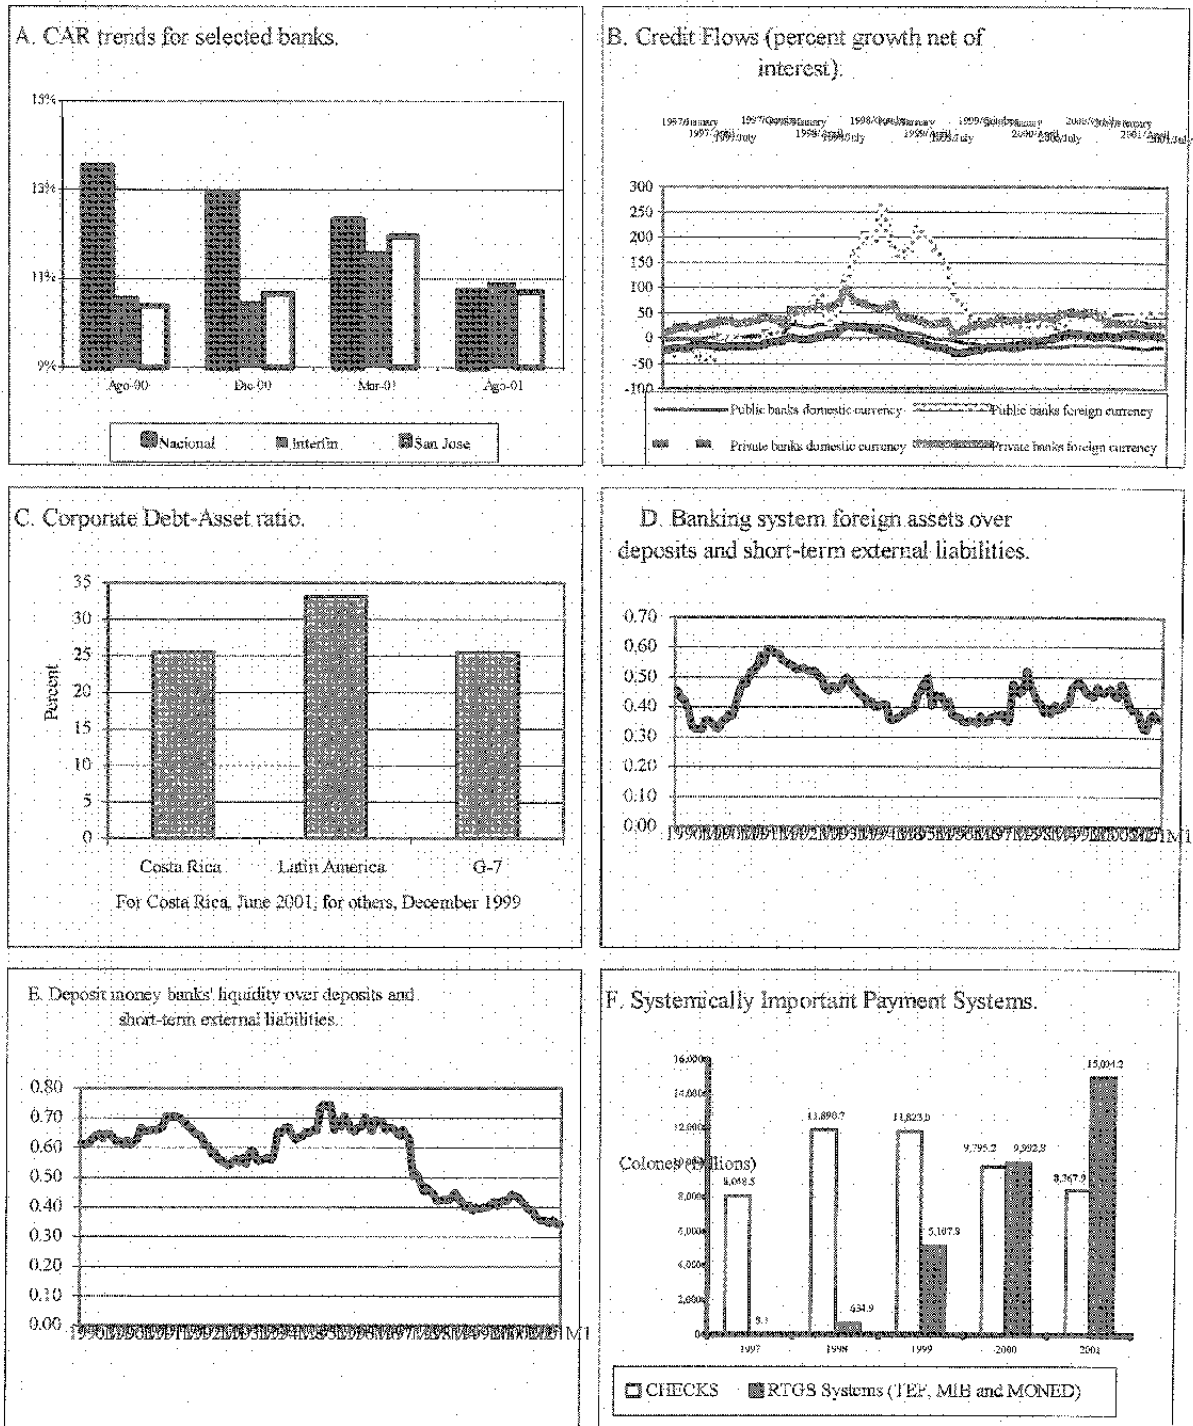 A. CAR trends for selected banks.
15%
13%
11%
9%
Ago-00
Dic-00
Mar-01
Ago-01
Nacional
Interfin
San Jose
B. Credit Flows (percent growth net of
interest).
300
250
200
150
100
50
0
-50
-100
Public banks domestic currency
Public banks foreign currency
Private banks domestic currency
Private banks foreign currency
C. Corporate Debt-Asset ratio.
Percent
35
30
25
20
15
10
5
0
Costa Rica
Latin America
G-7
For Costa Rica, June 2001; for others, December 1999
D. Banking system foreign assets over
deposits and short-term external liabilities.
0.70
0.60
0.50
0.40
0.30
0.20
0.10
0.00
E. Deposit money banks' liquidity over deposits and
short-term external liabilities.
0.80
0.70
0.60
0.50
0.40
0.30
0.20
0.10
0.00
F. Systemically Important Payment Systems.
16,000
14,000
12,000
8,000
6,000
4,000
2,000
0
Colones
8,048.5
11,890.7
634.9
11,823.0
5,107.8
9,795.2
9,992.8
8,367.9
15,004.2
1997
1998
1999
2000
2001
CHECKS
RTGS Systems (TEF, MIB and MONED)